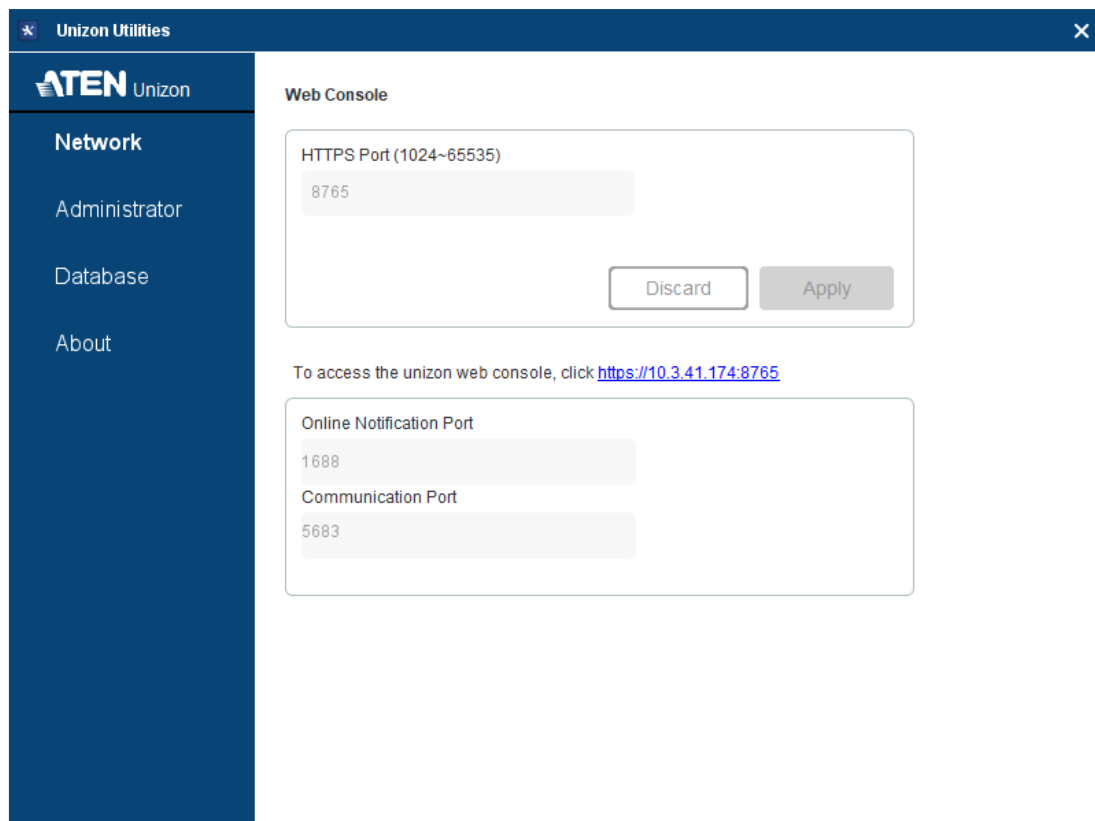 Unizon Utilities
ATEN Unizon
Network
Administrator
Database
About
Web Console
HTTPS Port (1024~65535)
8765
Discard
Apply
To access the unizon web console, click https://10.3.41.174:8765
Online Notification Port
1688
Communication Port
5683